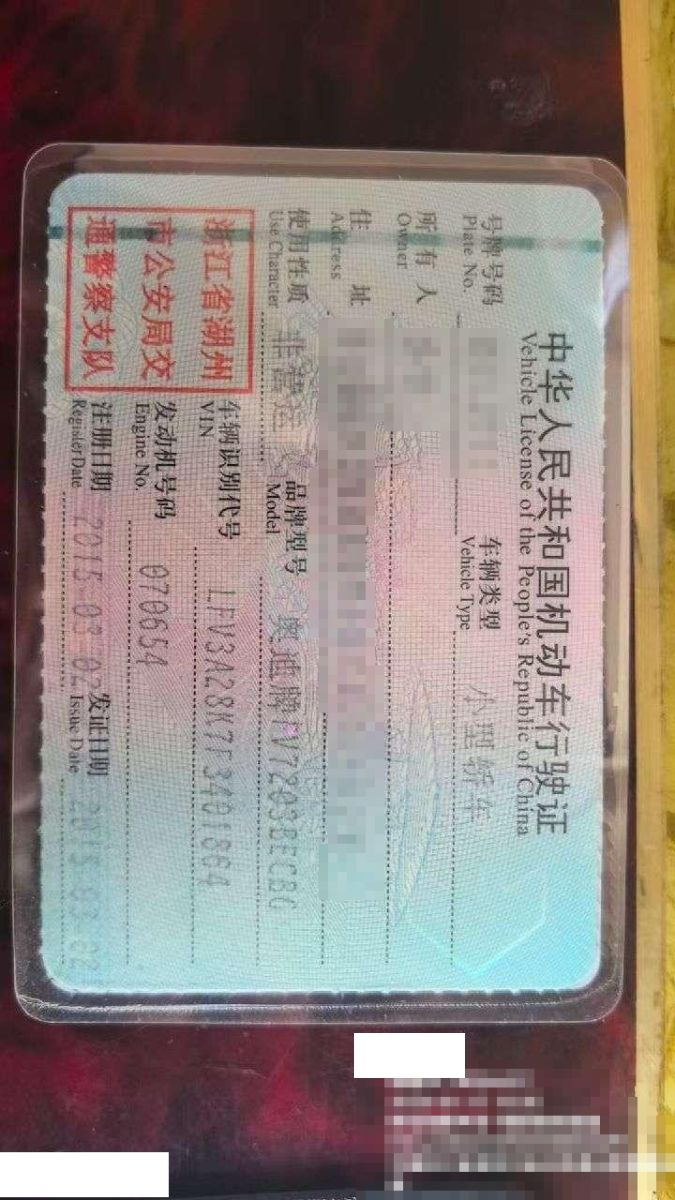 中华人民共和国机动车行驶证
Vehicle License of the People's Republic of China
号牌号码
Plate No.
车辆类型 小型轿车
Vehicle Type
所有人
Owner
住址
Address
使用性质 非营运
Use Character
品牌型号 奥迪牌FV7203BECBG
Model
浙江省湖州
市公安局交
通警察支队
车辆识别代号 LFV3A28K7F3401864
VIN
发动机号码 070654
Engine No.
注册日期 2015-03-02 发证日期 2015-03-02
Register Date Issue Date